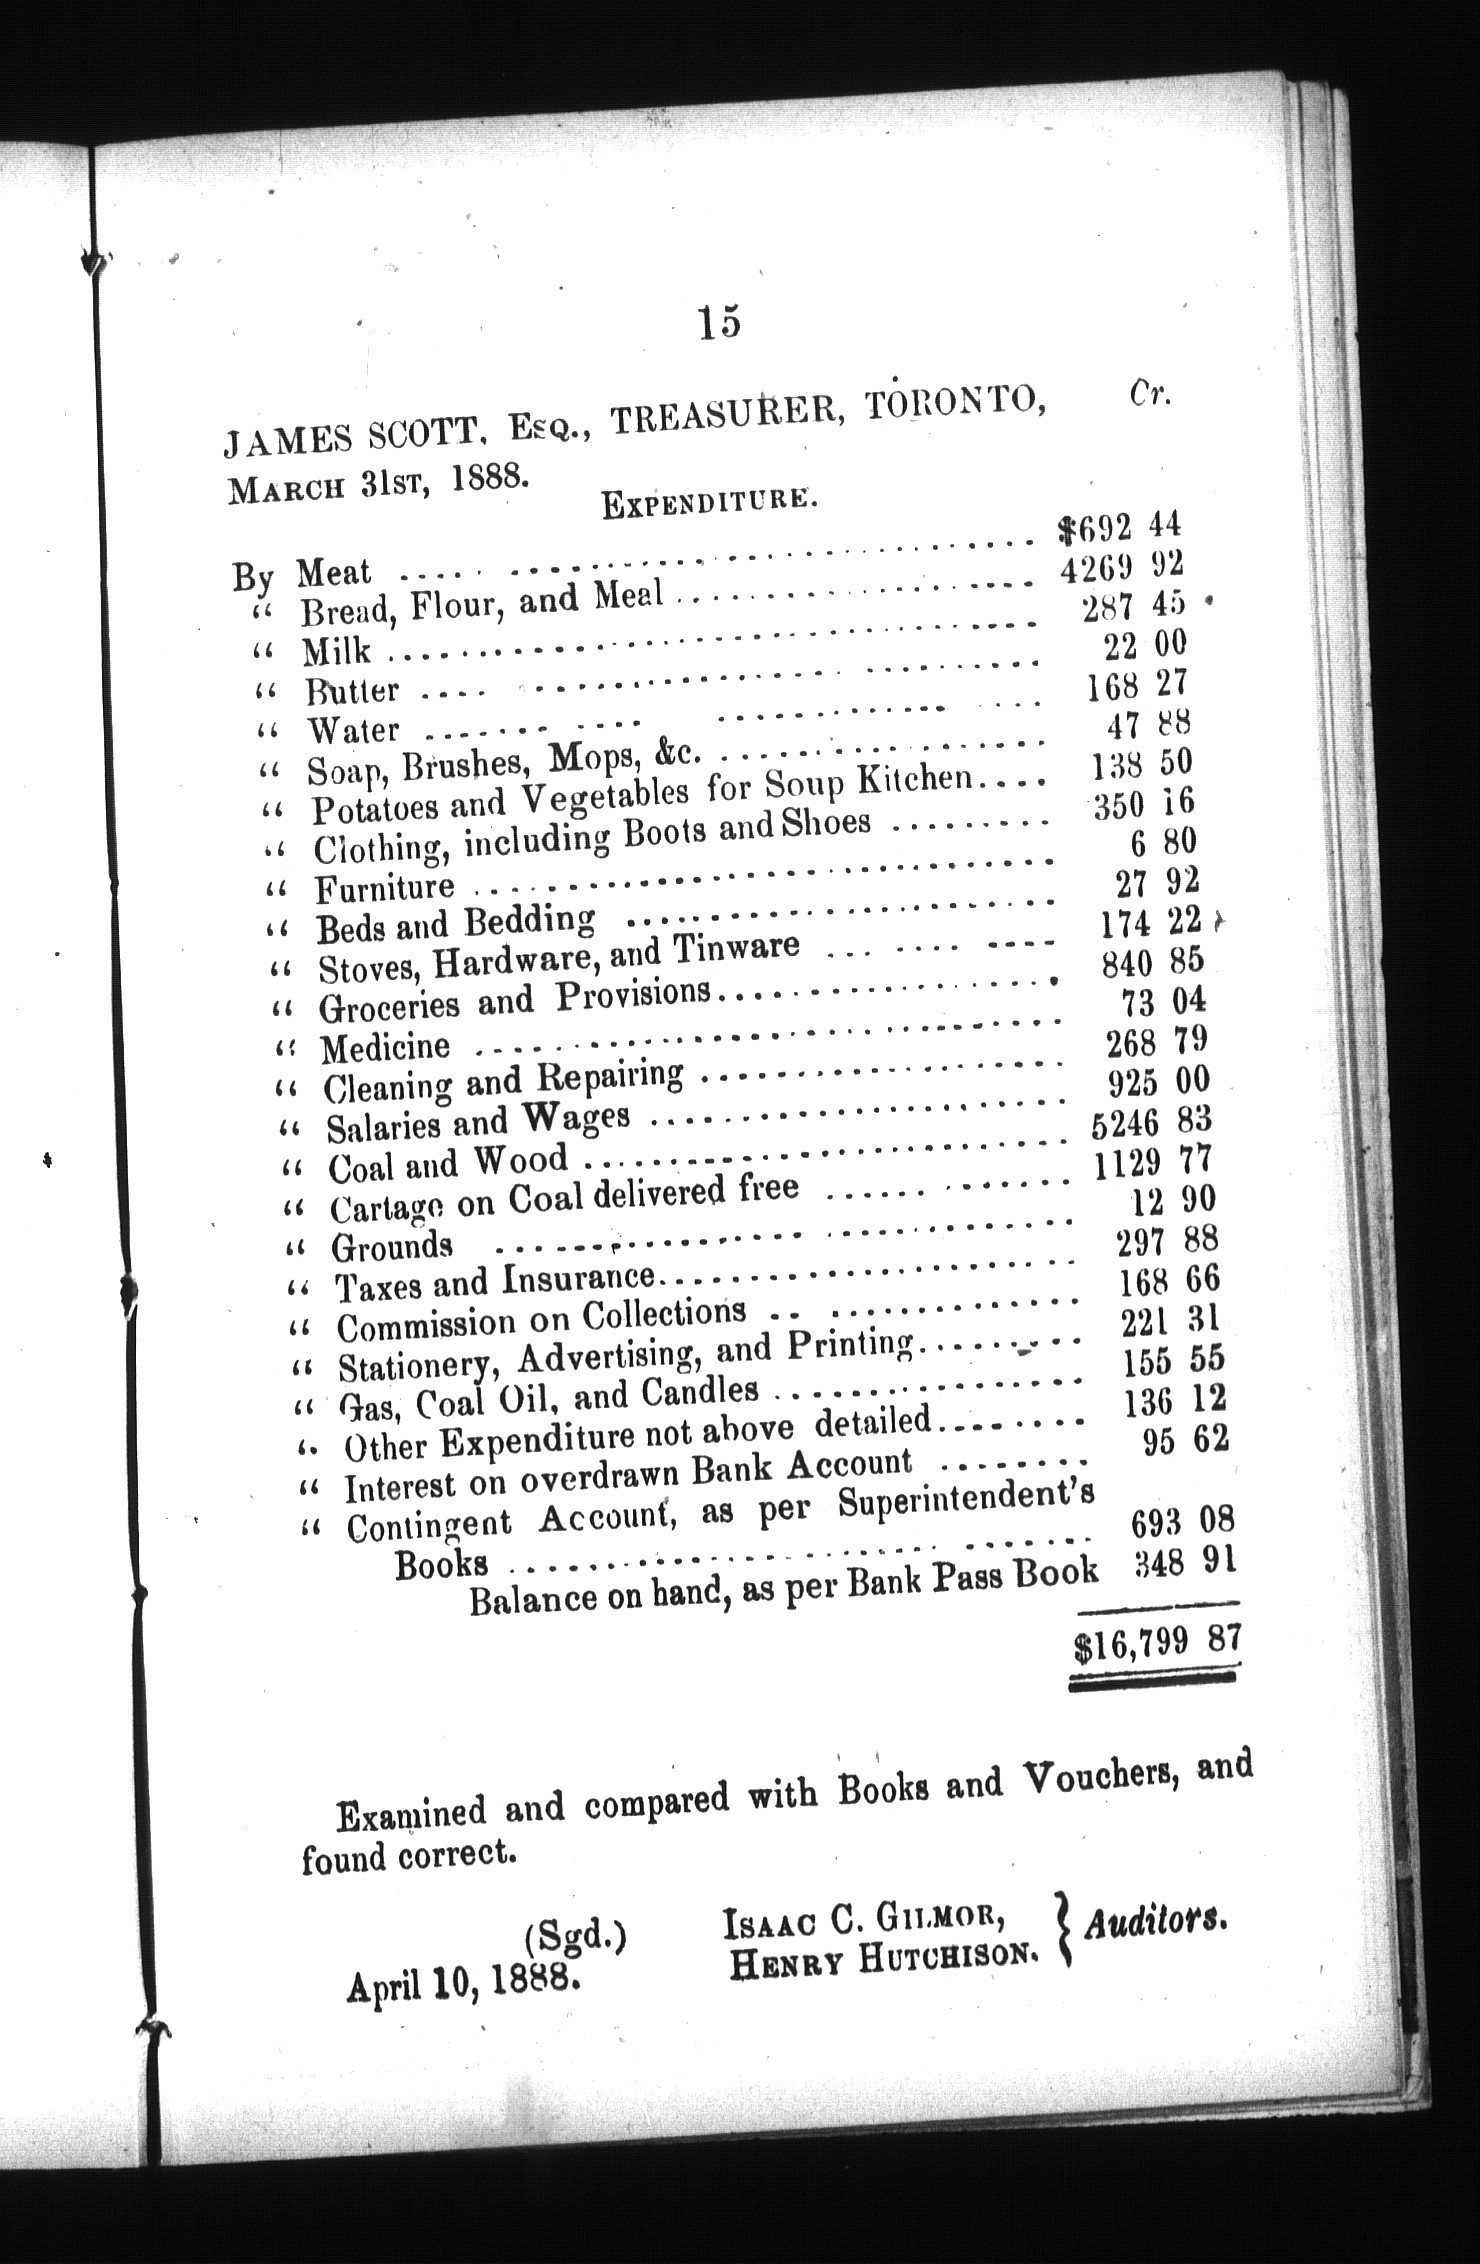 15
JAMES SCOTT, ESQ., TREASURER, TORONTO, Cr.
MARCH 31ST, 1888.
EXPENDITURE.
By Meat $692 44
“ Bread, Flour, and Meal 4269 92
“ Milk 287 45
“ Butter 22 00
“ Water 168 27
“ Soap, Brushes, Mops, &c. 47 88
“ Potatoes and Vegetables for Soup Kitchen 138 50
“ Clothing, including Boots and Shoes 350 16
“ Furniture 6 80
“ Beds and Bedding 27 92
“ Stoves, Hardware, and Tinware 174 22
“ Groceries and Provisions 840 85
“ Medicine 73 04
“ Cleaning and Repairing 268 79
“ Salaries and Wages 925 00
“ Coal and Wood 5246 83
“ Cartage on Coal delivered free 1129 77
“ Grounds 12 90
“ Taxes and Insurance 297 88
“ Commission on Collections 168 66
“ Stationery, Advertising, and Printing 221 31
“ Gas, Coal Oil, and Candles 155 55
“ Other Expenditure not above detailed 136 12
“ Interest on overdrawn Bank Account 95 62
“ Contingent Account, as per Superintendent's
Books 693 08
Balance on hand, as per Bank Pass Book 348 91
$16,799 87
Examined and compared with Books and Vouchers, and
found correct.
(Sgd.) ISAAC C. GILMOR, } Auditors.
April 10, 1888. HENRY HUTCHISON.